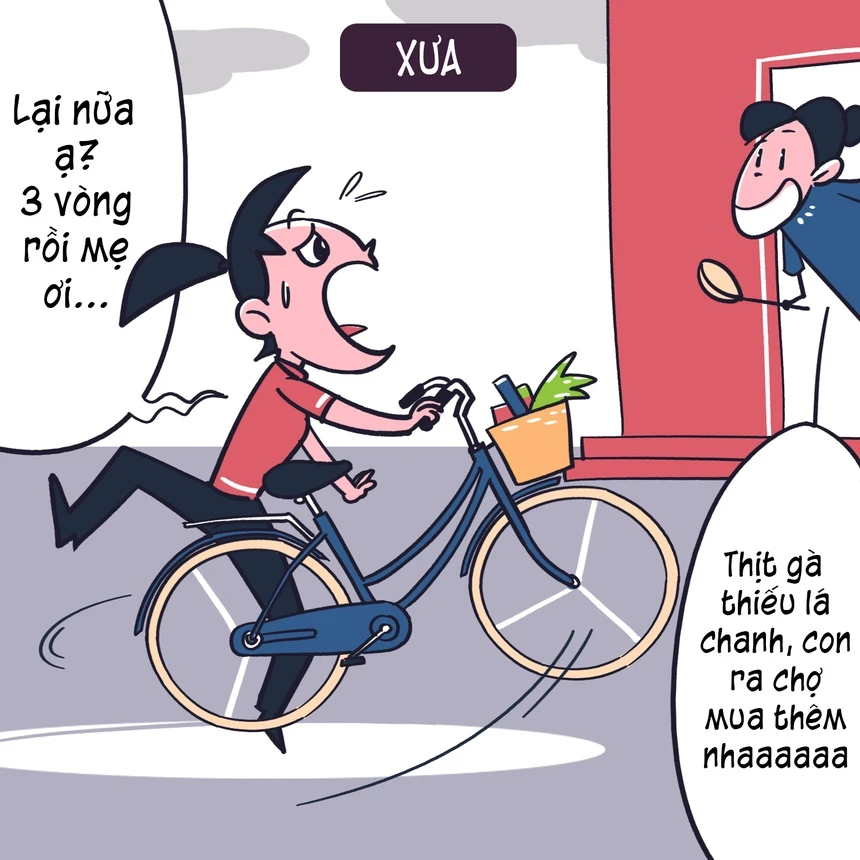 XƯA
Lại nữa
ạ?
3 vòng
rồi mẹ
ơi...
Thịt gà
thiếu lá
chanh, con
ra chợ
mua thêm
nhaaaaaa